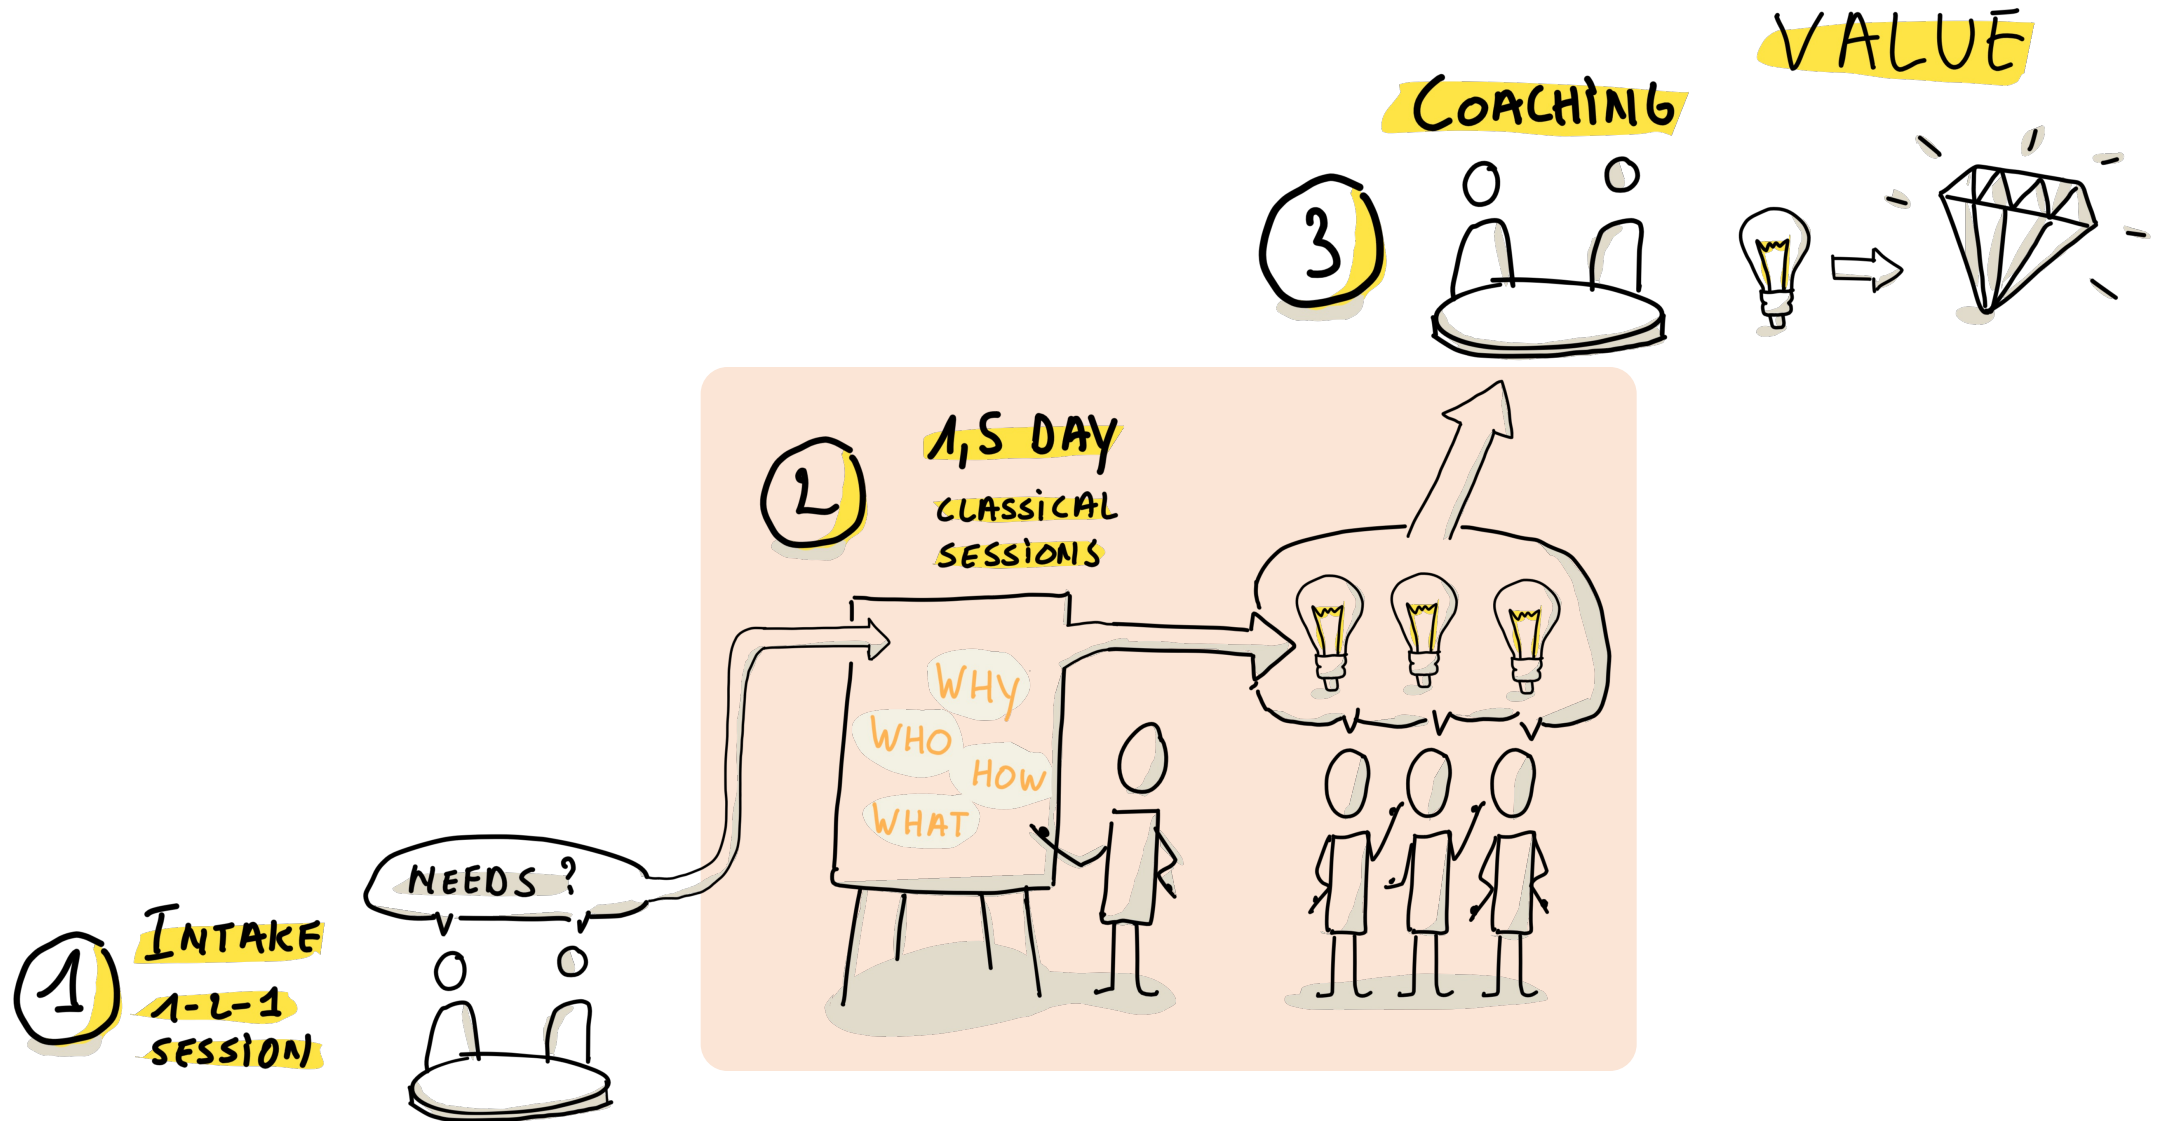 VALUE
COACHING
3
2
1,5 DAY
CLASSICAL
SESSIONS
WHY
WHO
HOW
WHAT
NEEDS?
1
INTAKE
1-2-1
SESSION